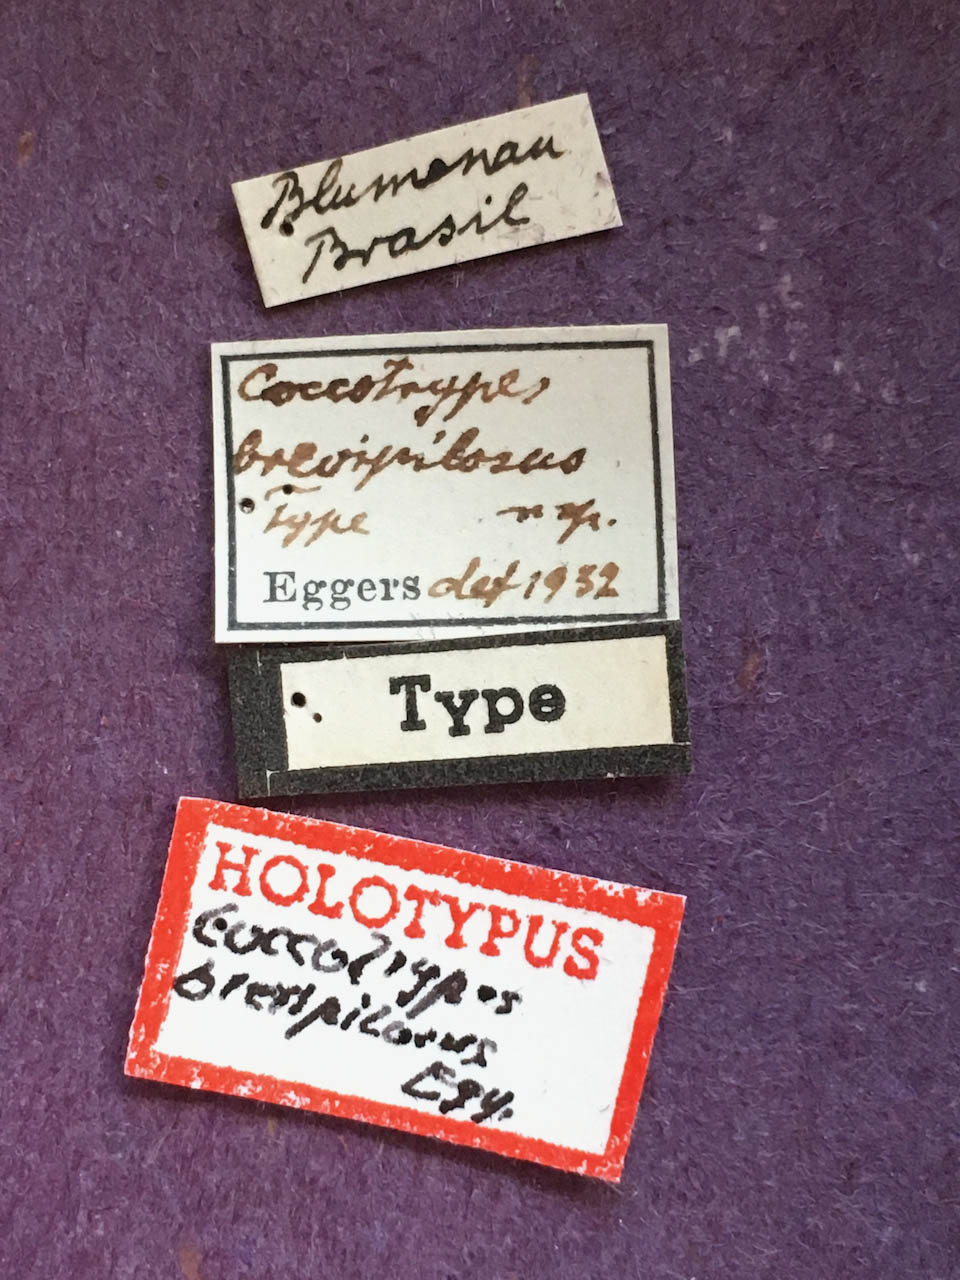 Blumenau
Brasil
Coccotrypes
brevipilosus
Type n sp.
Eggers det 1932
Type
HOLOTYPUS
Coccotrypes
brevipilosus
Egg.